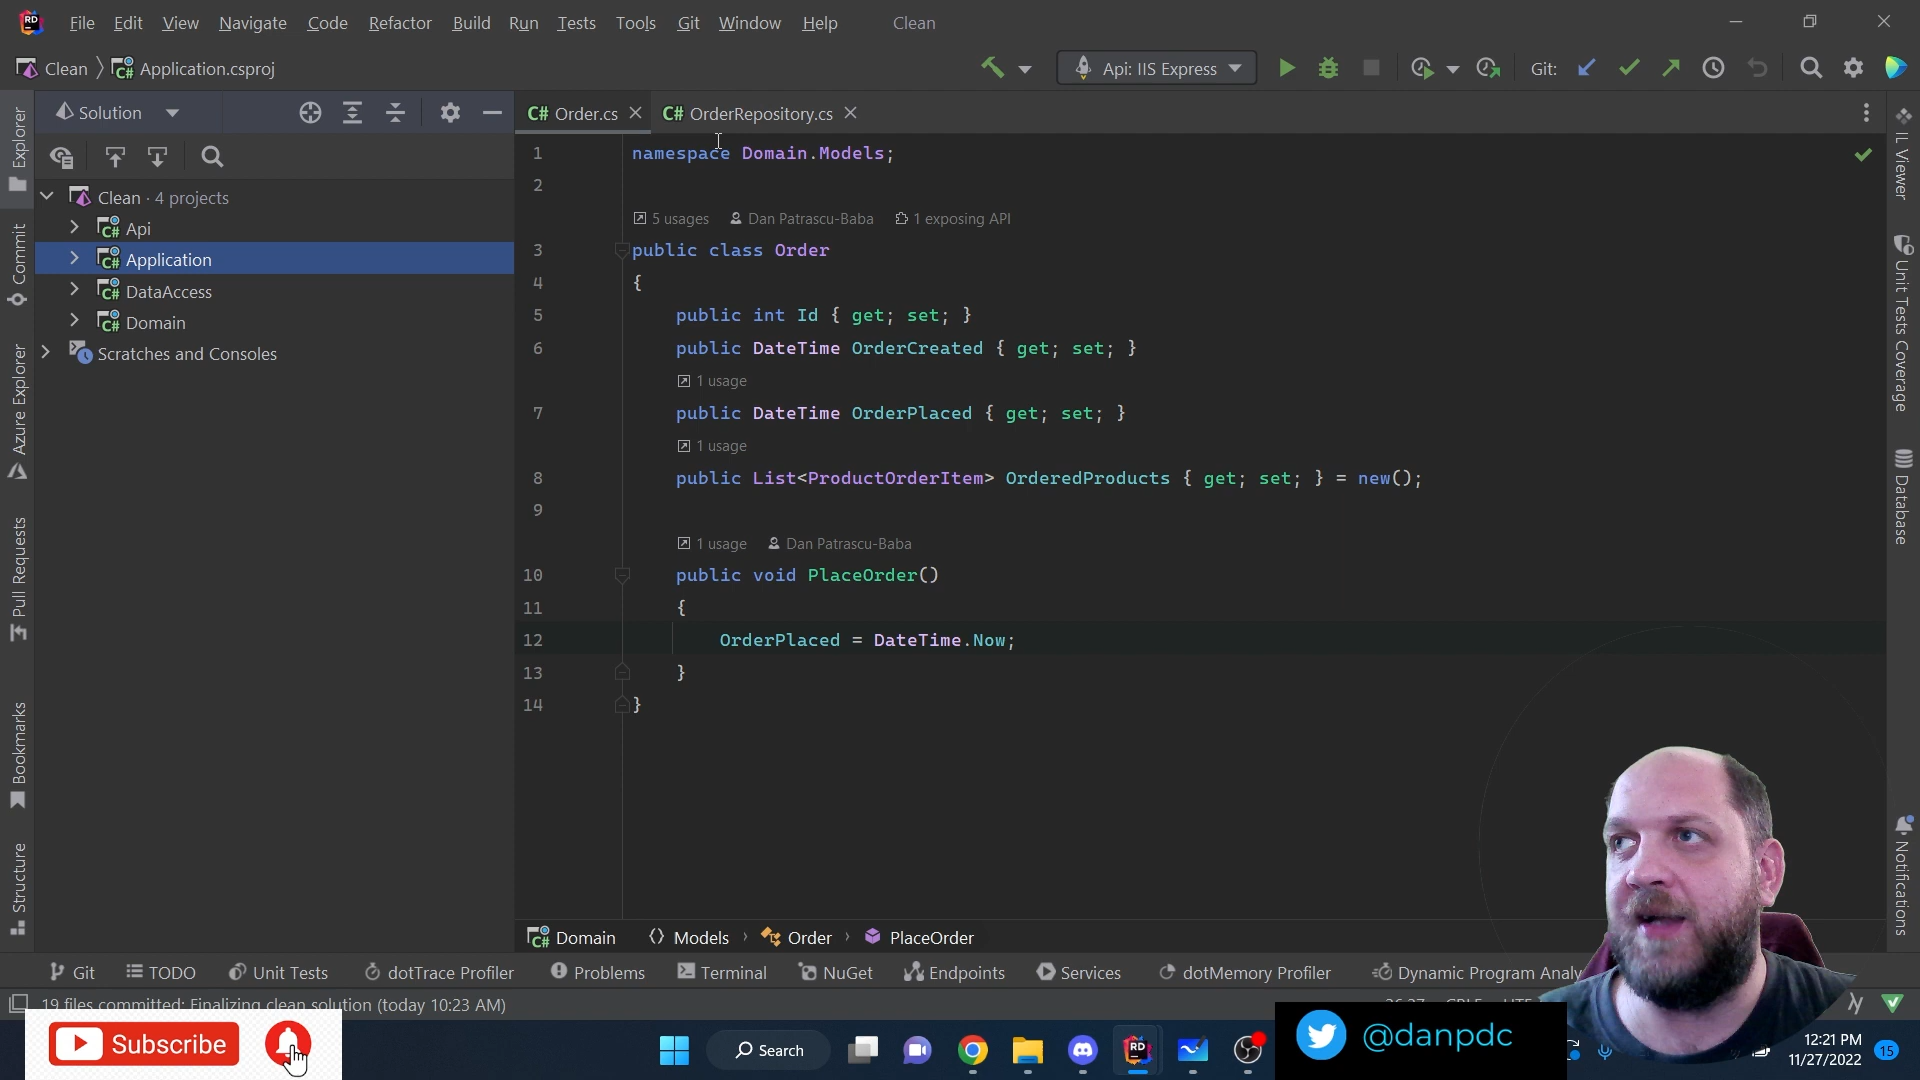 File Edit View Navigate Code Refactor Build Run Tests Tools Git Window Help Clean
Clean Application.csproj Api: IIS Express Git:
Solution
Order.cs OrderRepository.cs
Clean · 4 projects
Api
Application
DataAccess
Domain
Scratches and Consoles
1 namespace Domain.Models;
2
5 usages Dan Patrascu-Baba 1 exposing API
3 public class Order
4 {
5 public int Id { get; set; }
6 public DateTime OrderCreated { get; set; }
1 usage
7 public DateTime OrderPlaced { get; set; }
1 usage
8 public List<ProductOrderItem> OrderedProducts { get; set; } = new();
9
1 usage Dan Patrascu-Baba
10 public void PlaceOrder()
11 {
12 OrderPlaced = DateTime.Now;
13 }
14 }
Explorer
Commit
Azure Explorer
Pull Requests
Bookmarks
Structure
IL Viewer
Unit Tests Coverage
Database
Notifications
Domain Models Order PlaceOrder
Git TODO Unit Tests dotTrace Profiler Problems Terminal NuGet Endpoints Services dotMemory Profiler Dynamic Program
19 files committed: Finalizing clean solution (today 10:23 AM)
Subscribe
Search
@danpdc
12:21 PM
11/27/2022
15